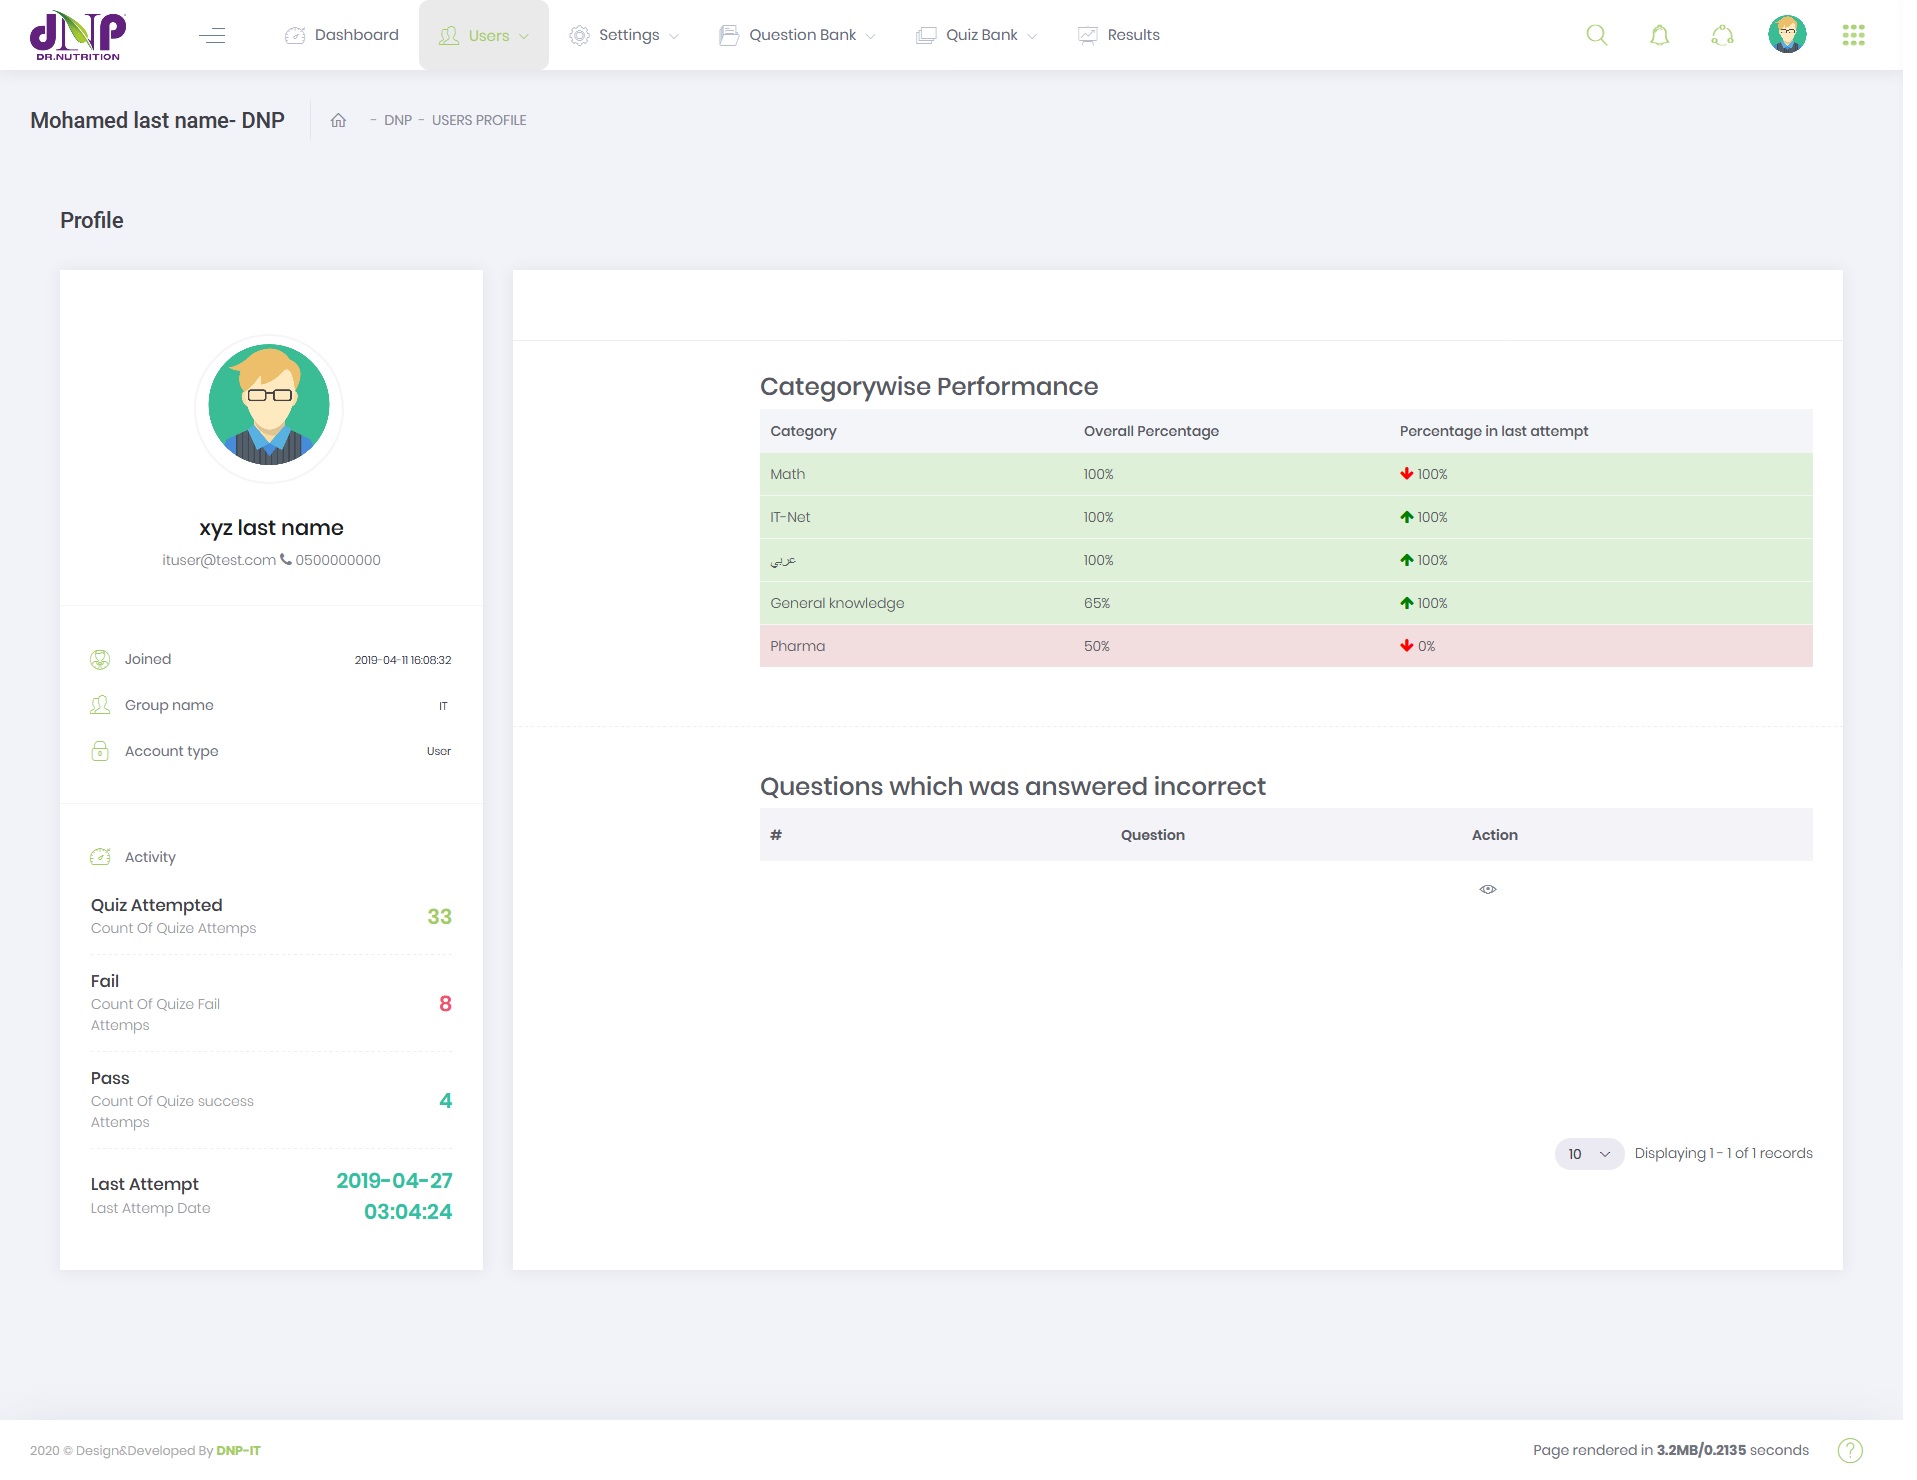 dNP
DR.NUTRITION
Dashboard
Users
Settings
Question Bank
Quiz Bank
Results
Mohamed last name- DNP
- DNP - USERS PROFILE
Profile
xyz last name
ituser@test.com 0500000000
Joined 2019-04-11 16:08:32
Group name IT
Account type User
Activity
Quiz Attempted
Count Of Quize Attemps
33
Fail
Count Of Quize Fail
Attemps
8
Pass
Count Of Quize success
Attemps
4
Last Attempt
Last Attemp Date
2019-04-27
03:04:24
Categorywise Performance
Category Overall Percentage Percentage in last attempt
Math 100% 100%
IT-Net 100% 100%
عربي 100% 100%
General knowledge 65% 100%
Pharma 50% 0%
Questions which was answered incorrect
# Question Action
10 Displaying 1 - 1 of 1 records
2020 © Design&Developed By DNP-IT
Page rendered in 3.2MB/0.2135 seconds
?